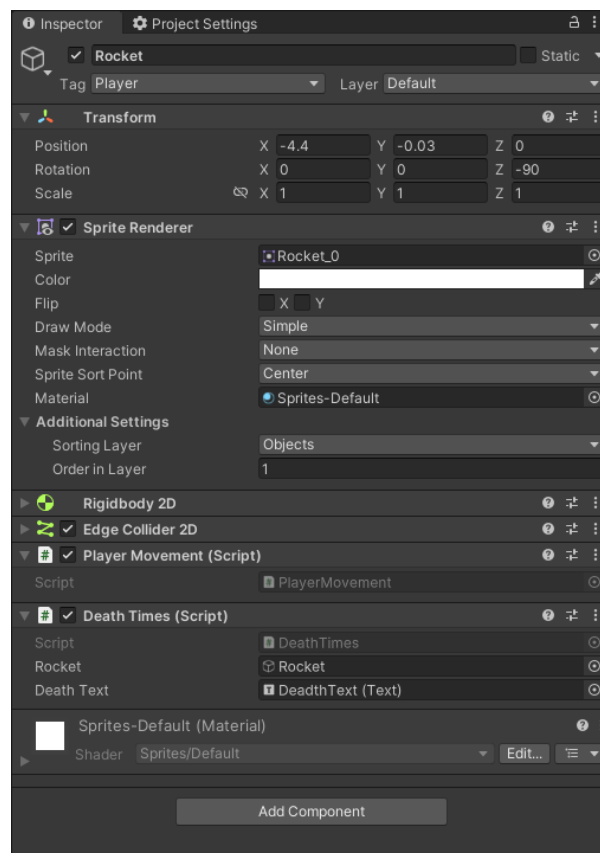 Inspector Project Settings
Rocket Static
Tag Player Layer Default
Transform
Position X -4.4 Y -0.03 Z 0
Rotation X 0 Y 0 Z -90
Scale X 1 Y 1 Z 1
Sprite Renderer
Sprite Rocket_0
Color
Flip X Y
Draw Mode Simple
Mask Interaction None
Sprite Sort Point Center
Material Sprites-Default
Additional Settings
Sorting Layer Objects
Order in Layer 1
Rigidbody 2D
Edge Collider 2D
# Player Movement (Script)
Script PlayerMovement
# Death Times (Script)
Script DeathTimes
Rocket Rocket
Death Text DeadthText (Text)
Sprites-Default (Material)
Shader Sprites/Default Edit...
Add Component